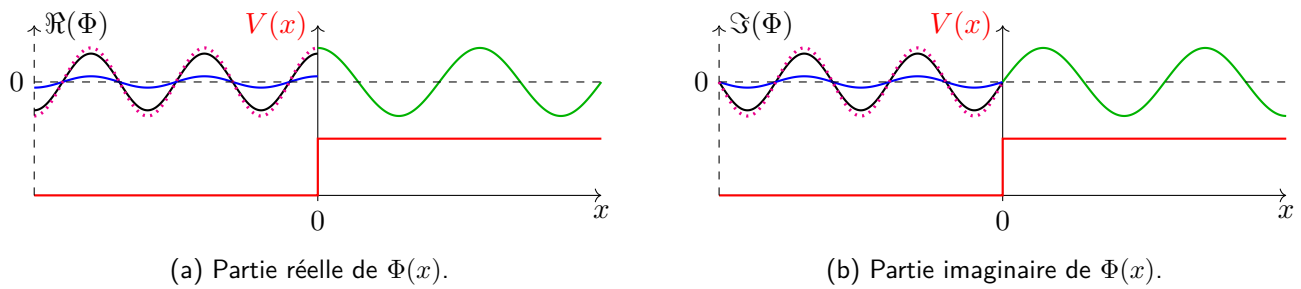 ℜ(Φ) V(x) ℑ(Φ) V(x)
0 0
x x
0 0
(a) Partie réelle de Φ(x). (b) Partie imaginaire de Φ(x).